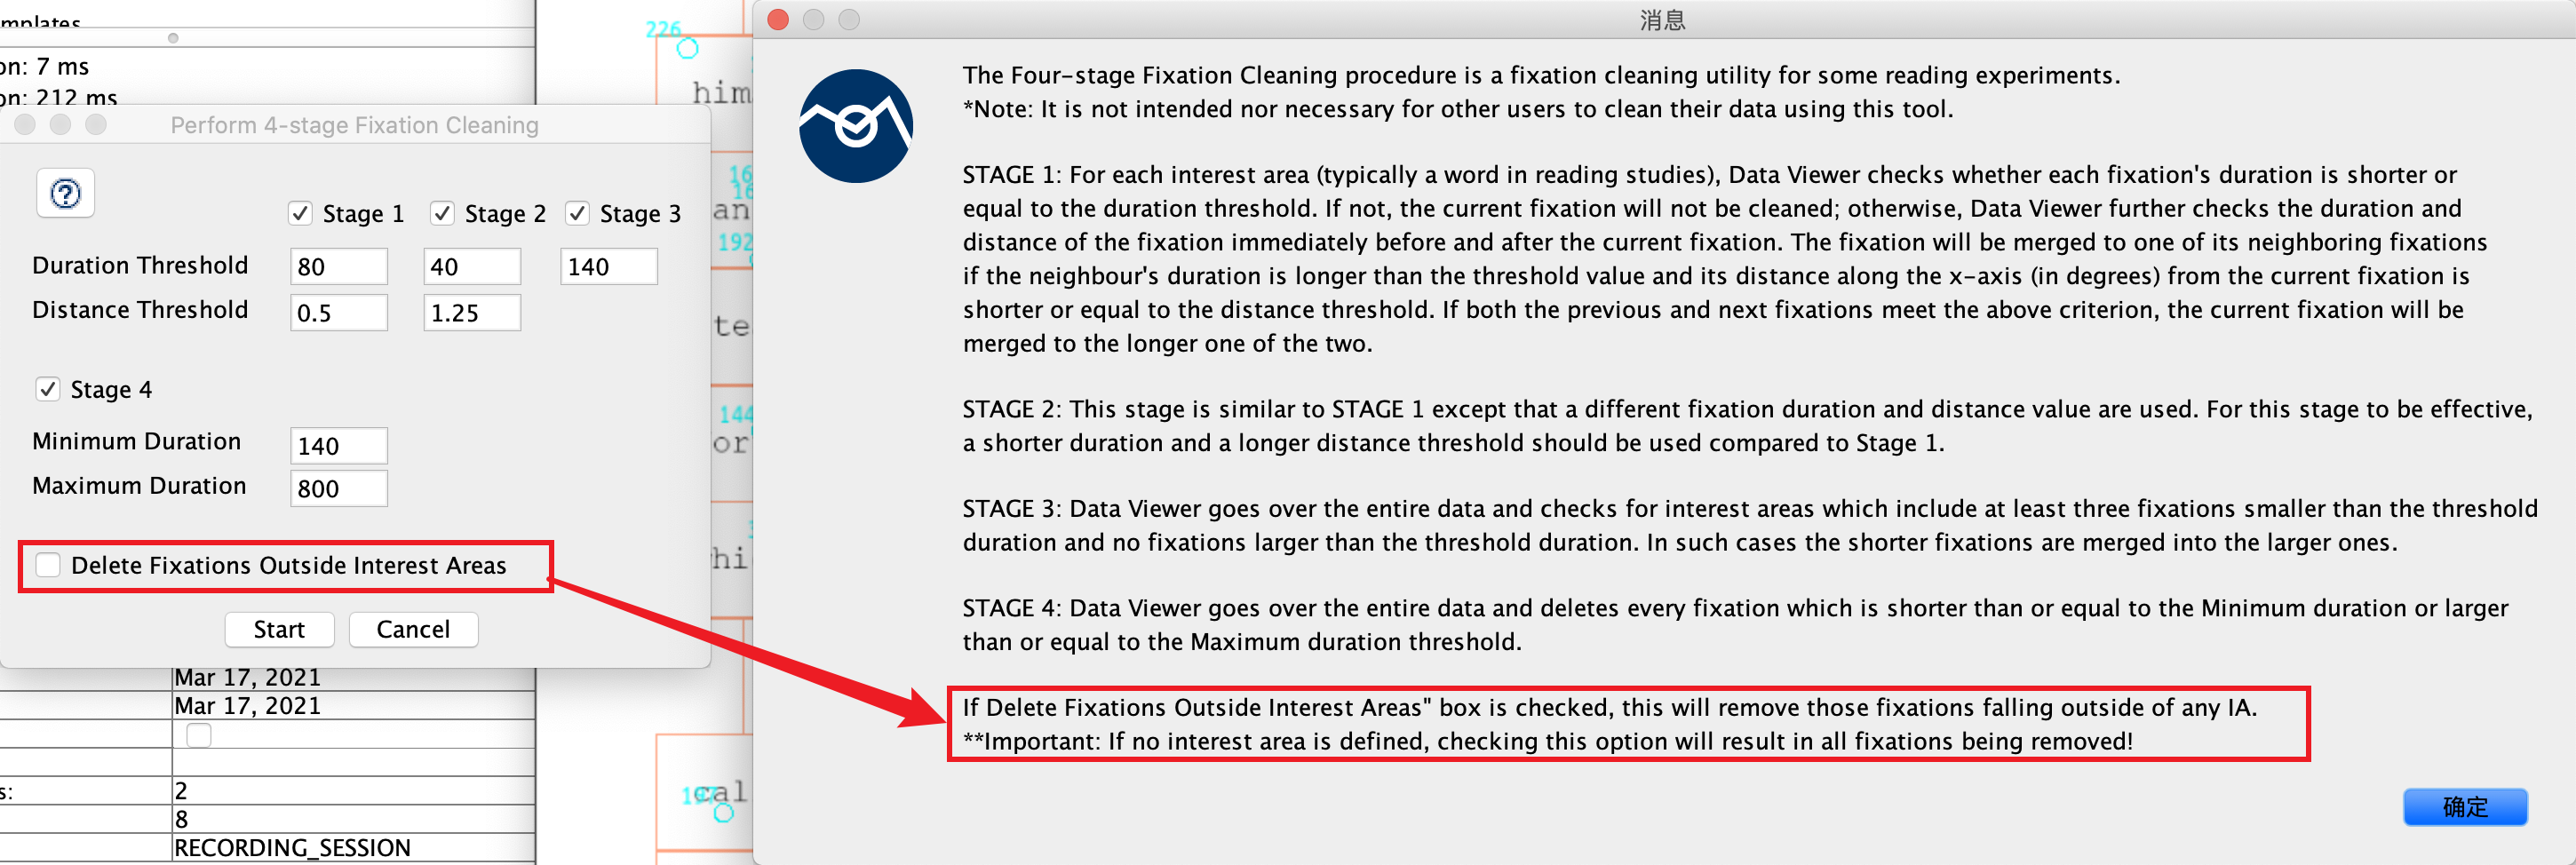 on: 7 ms
on: 212 ms
Perform 4-stage Fixation Cleaning
Stage 1
Stage 2
Stage 3
Duration Threshold
80
40
140
Distance Threshold
0.5
1.25
Stage 4
Minimum Duration
140
Maximum Duration
800
Delete Fixations Outside Interest Areas
Start
Cancel
Mar 17, 2021
Mar 17, 2021
s:
2
8
RECORDING_SESSION
226
him
an
192
te
144
or
hi
197
cal
消息
The Four-stage Fixation Cleaning procedure is a fixation cleaning utility for some reading experiments.
*Note: It is not intended nor necessary for other users to clean their data using this tool.
STAGE 1: For each interest area (typically a word in reading studies), Data Viewer checks whether each fixation's duration is shorter or
equal to the duration threshold. If not, the current fixation will not be cleaned; otherwise, Data Viewer further checks the duration and
distance of the fixation immediately before and after the current fixation. The fixation will be merged to one of its neighboring fixations
if the neighbour's duration is longer than the threshold value and its distance along the x-axis (in degrees) from the current fixation is
shorter or equal to the distance threshold. If both the previous and next fixations meet the above criterion, the current fixation will be
merged to the longer one of the two.
STAGE 2: This stage is similar to STAGE 1 except that a different fixation duration and distance value are used. For this stage to be effective,
a shorter duration and a longer distance threshold should be used compared to Stage 1.
STAGE 3: Data Viewer goes over the entire data and checks for interest areas which include at least three fixations smaller than the threshold
duration and no fixations larger than the threshold duration. In such cases the shorter fixations are merged into the larger ones.
STAGE 4: Data Viewer goes over the entire data and deletes every fixation which is shorter than or equal to the Minimum duration or larger
than or equal to the Maximum duration threshold.
If Delete Fixations Outside Interest Areas" box is checked, this will remove those fixations falling outside of any IA.
**Important: If no interest area is defined, checking this option will result in all fixations being removed!
确定